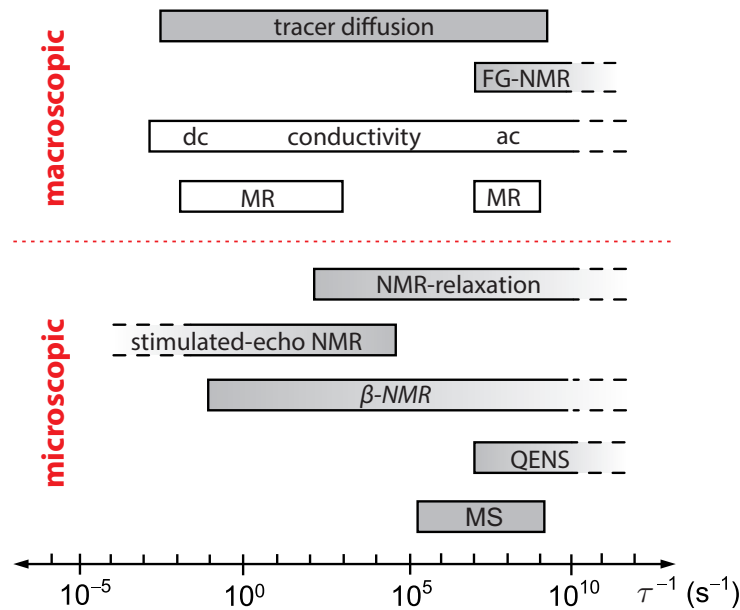 macroscopic
tracer diffusion
FG-NMR
dc conductivity ac
MR MR
microscopic
NMR-relaxation
stimulated-echo NMR
β-NMR
QENS
MS
10⁻⁵ 10⁰ 10⁵ 10¹⁰ τ⁻¹ (s⁻¹)